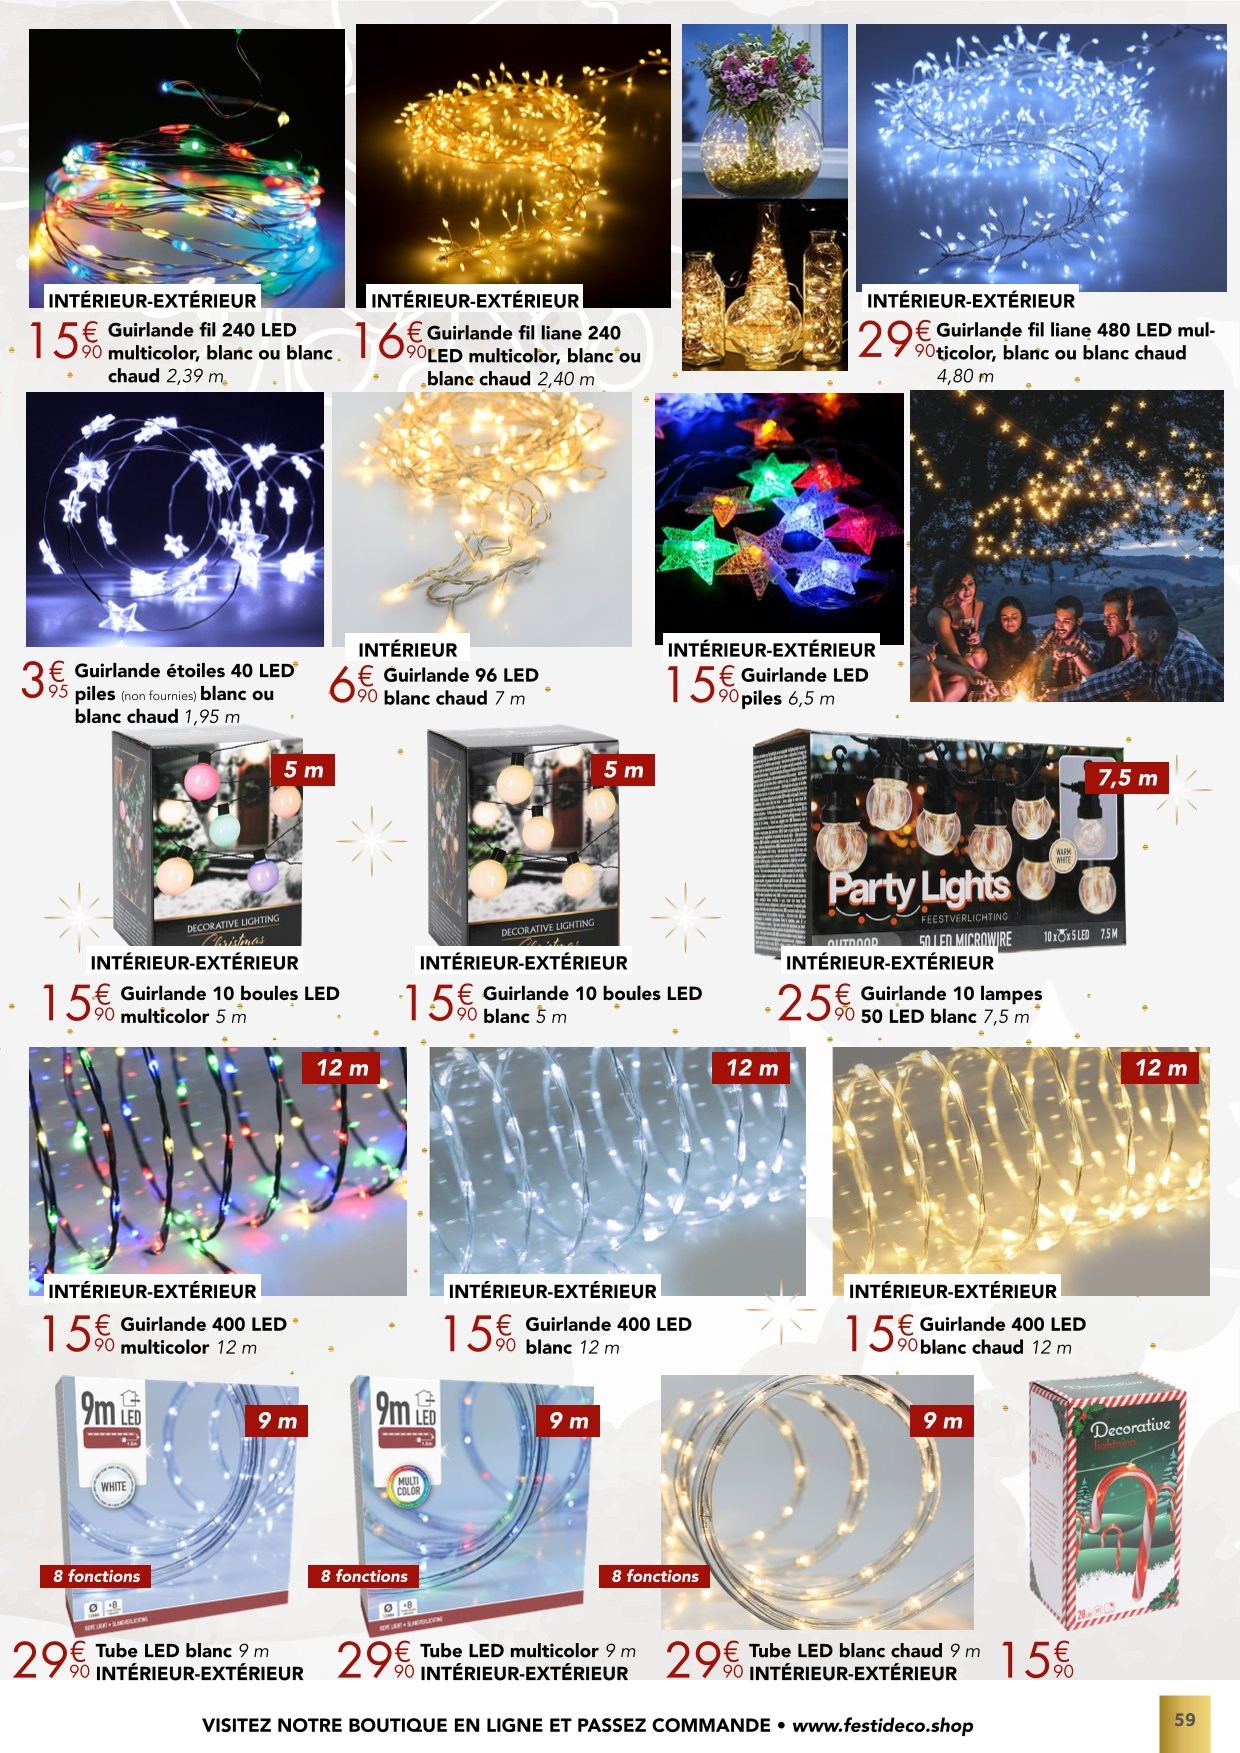 INTÉRIEUR-EXTÉRIEUR
15€90 Guirlande fil 240 LED
multicolor, blanc ou blanc
chaud 2,39 m
INTÉRIEUR-EXTÉRIEUR
16€90 Guirlande fil liane 240
LED multicolor, blanc ou
blanc chaud 2,40 m
INTÉRIEUR-EXTÉRIEUR
29€90 Guirlande fil liane 480 LED mul-
ticolor, blanc ou blanc chaud
4,80 m
3€95 Guirlande étoiles 40 LED
piles (non fournies) blanc ou
blanc chaud 1,95 m
INTÉRIEUR
6€90 Guirlande 96 LED
blanc chaud 7 m
INTÉRIEUR-EXTÉRIEUR
15€90 Guirlande LED
piles 6,5 m
5 m
DECORATIVE LIGHTING
Christmas
INTÉRIEUR-EXTÉRIEUR
15€90 Guirlande 10 boules LED
multicolor 5 m
5 m
DECORATIVE LIGHTING
Christmas
INTÉRIEUR-EXTÉRIEUR
15€90 Guirlande 10 boules LED
blanc 5 m
7,5 m
WARM
WHITE
Party Lights
FEESTVERLICHTING
OUTDOOR
50 LED MICROWIRE
10x 5 LED 7.5 M
INTÉRIEUR-EXTÉRIEUR
25€90 Guirlande 10 lampes
50 LED blanc 7,5 m
12 m
INTÉRIEUR-EXTÉRIEUR
15€90 Guirlande 400 LED
multicolor 12 m
12 m
INTÉRIEUR-EXTÉRIEUR
15€90 Guirlande 400 LED
blanc 12 m
12 m
INTÉRIEUR-EXTÉRIEUR
15€90 Guirlande 400 LED
blanc chaud 12 m
9m LED
9 m
WHITE
8 fonctions
29€90 Tube LED blanc 9 m
INTÉRIEUR-EXTÉRIEUR
9m LED
9 m
MULTI
COLOR
8 fonctions
29€90 Tube LED multicolor 9 m
INTÉRIEUR-EXTÉRIEUR
9 m
8 fonctions
29€90 Tube LED blanc chaud 9 m
INTÉRIEUR-EXTÉRIEUR
Decorative
lightning
15€90
VISITEZ NOTRE BOUTIQUE EN LIGNE ET PASSEZ COMMANDE • www.festideco.shop
59